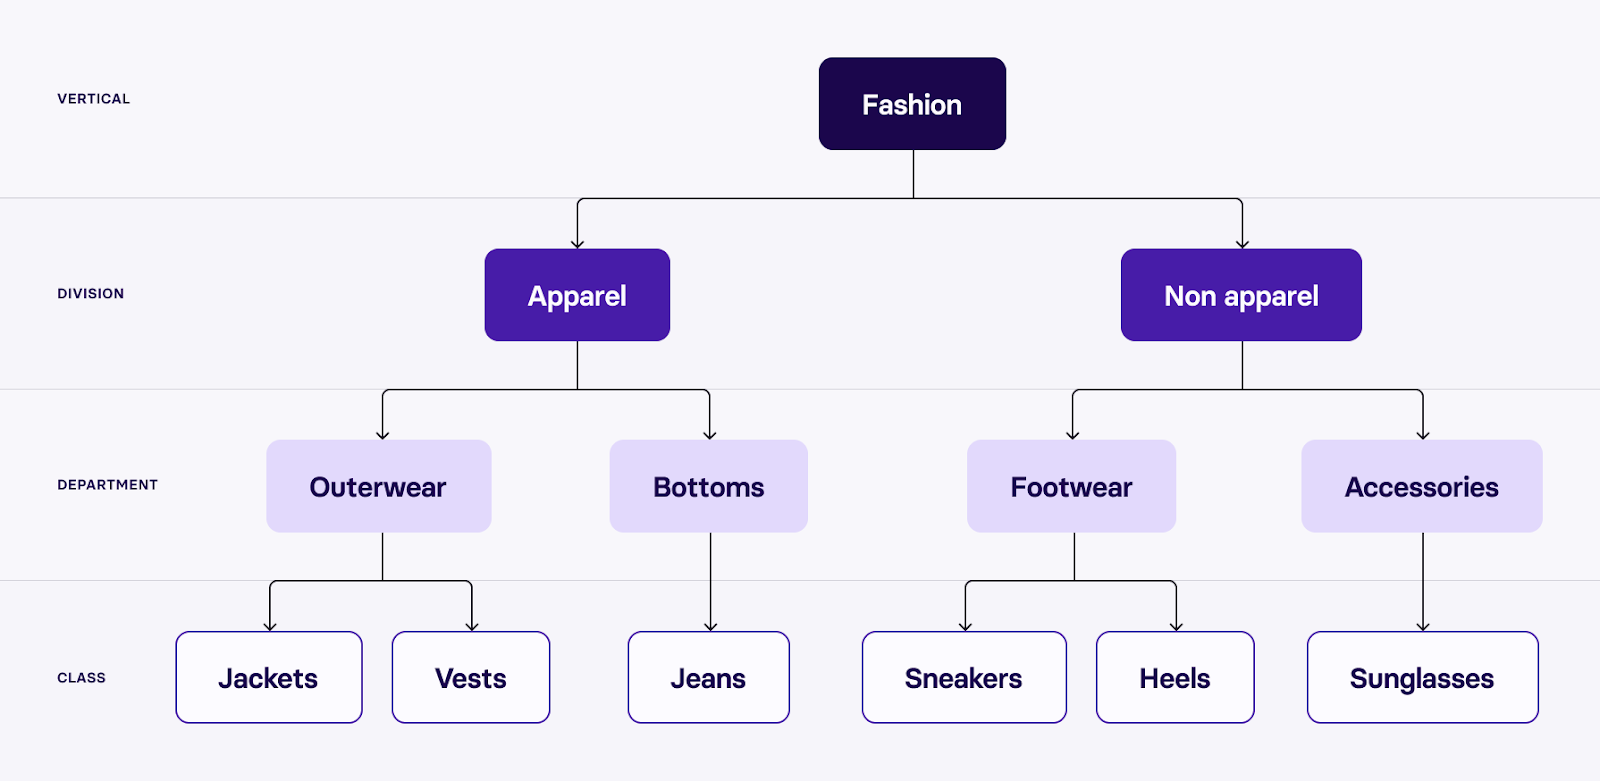 VERTICAL
Fashion
DIVISION
Apparel
Non apparel
DEPARTMENT
Outerwear
Bottoms
Footwear
Accessories
CLASS
Jackets
Vests
Jeans
Sneakers
Heels
Sunglasses